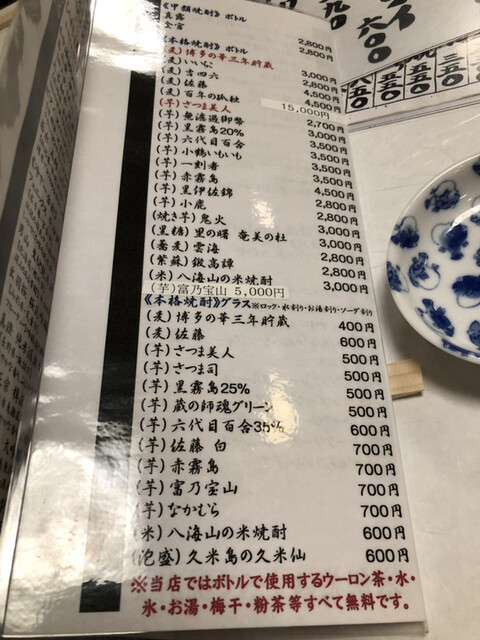 《甲類焼酎》ボトル
真露 2,800円
金宮 2,800円
《本格焼酎》ボトル
(麦)博多の華三年貯蔵 3,000円
(麦)いいちこ 2,800円
(麦)吉四六 4,500円
(麦)佐藤 4,500円
(麦)百年の孤独 15,000円
(芋)さつま美人 2,700円
(芋)無濾過御幣 3,000円
(芋)黒霧島20% 3,500円
(芋)六代目百合 3,500円
(芋)小鶴いもいも 3,500円
(芋)一刻者 3,500円
(芋)赤霧島 4,500円
(芋)黒伊佐錦 2,800円
(芋)小鹿 2,800円
(焼き芋)鬼火 3,000円
(黒糖)里の曙 奄美の杜 3,000円
(蕎麦)雲海 2,800円
(紫蘇)鍛高譚 2,800円
(米)八海山の米焼酎 3,000円
(芋)富乃宝山 5,000円
《本格焼酎》グラス ※ロック・水割り・お湯割り・ソーダ割り
(麦)博多の華三年貯蔵 400円
(麦)佐藤 600円
(芋)さつま美人 500円
(芋)さつま司 500円
(芋)黒霧島25% 500円
(芋)蔵の師魂グリーン 500円
(芋)六代目百合35% 600円
(芋)佐藤 白 700円
(芋)赤霧島 700円
(芋)富乃宝山 700円
(芋)なかむら 700円
(米)八海山の米焼酎 600円
(泡盛)久米島の久米仙 600円
※当店ではボトルで使用するウーロン茶・水・
氷・お湯・梅干・粉茶等すべて無料です。